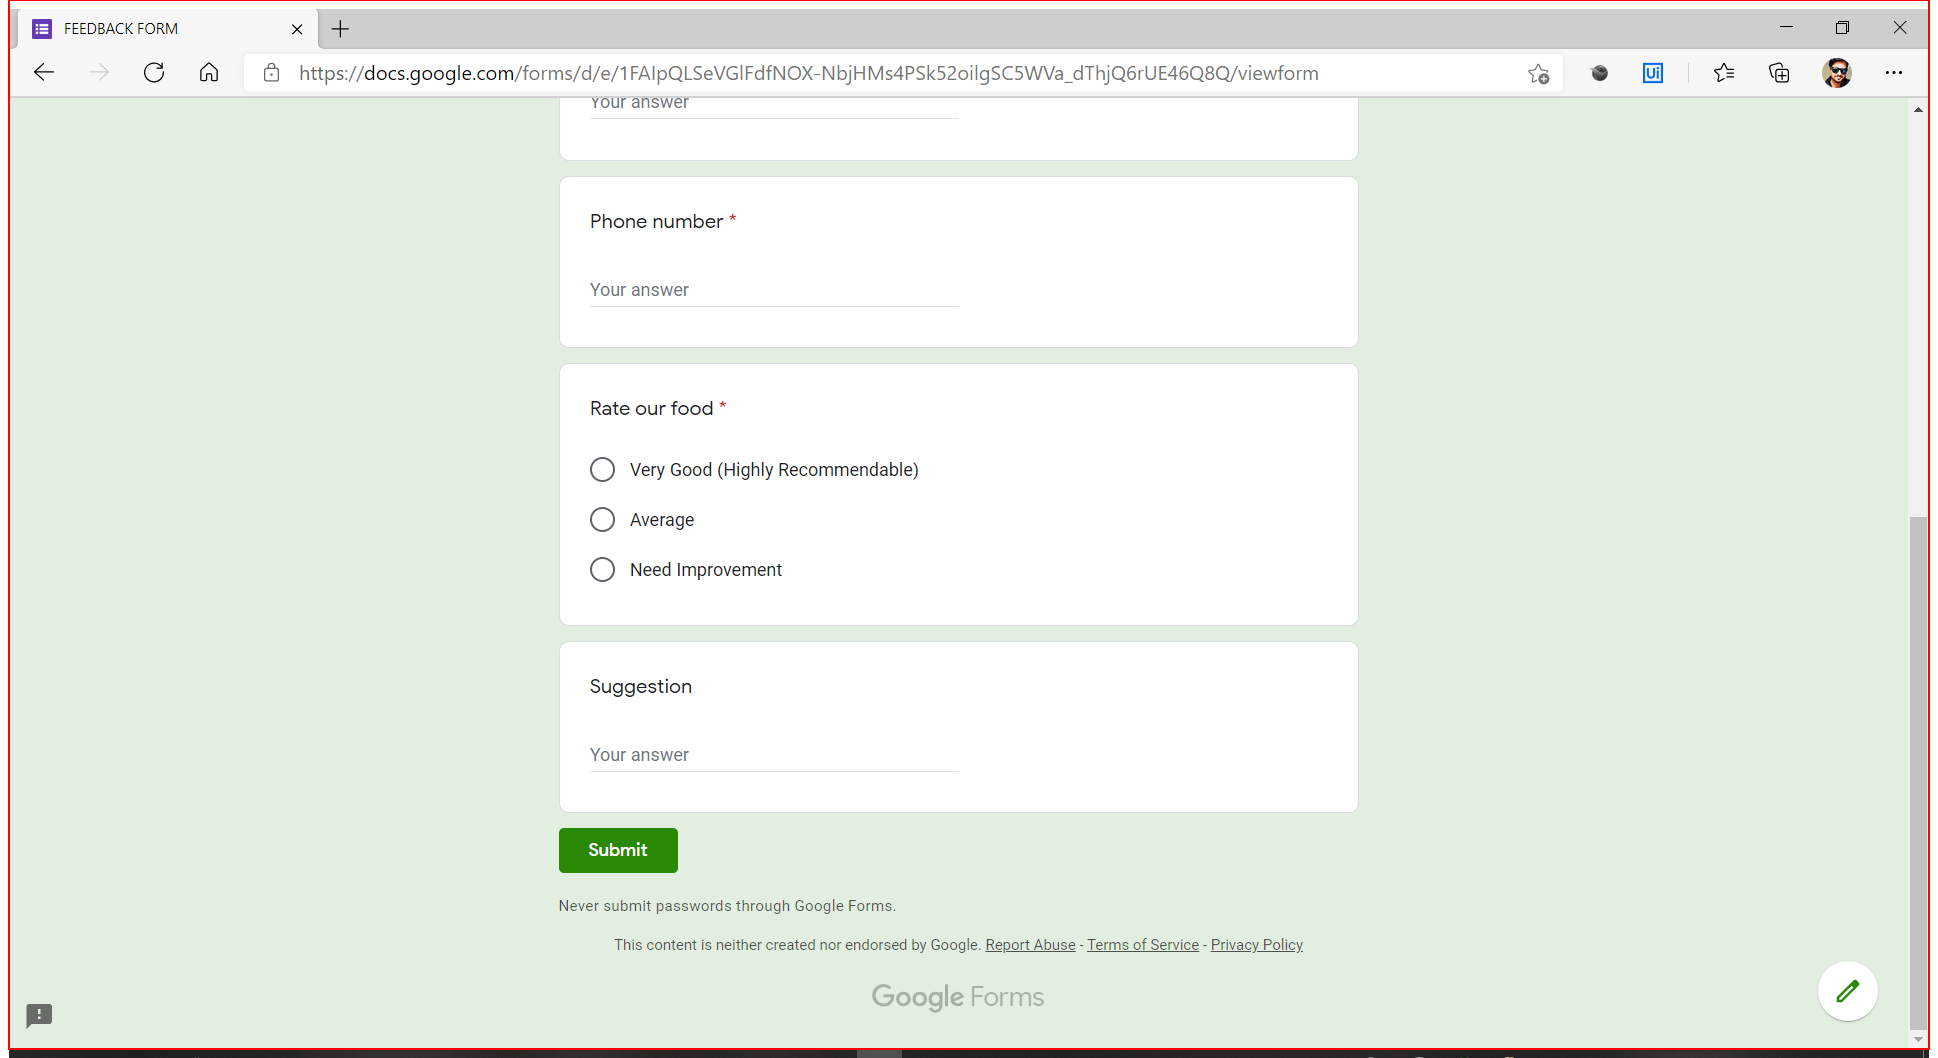 FEEDBACK FORM
https://docs.google.com/forms/d/e/1FAIpQLSeVGlFdfNOX-NbjHMs4PSk52oilgSC5WVa_dThjQ6rUE46Q8Q/viewform
Ui
Your answer
Phone number *
Your answer
Rate our food *
Very Good (Highly Recommendable)
Average
Need Improvement
Suggestion
Your answer
Submit
Never submit passwords through Google Forms.
This content is neither created nor endorsed by Google. Report Abuse - Terms of Service - Privacy Policy
Google Forms